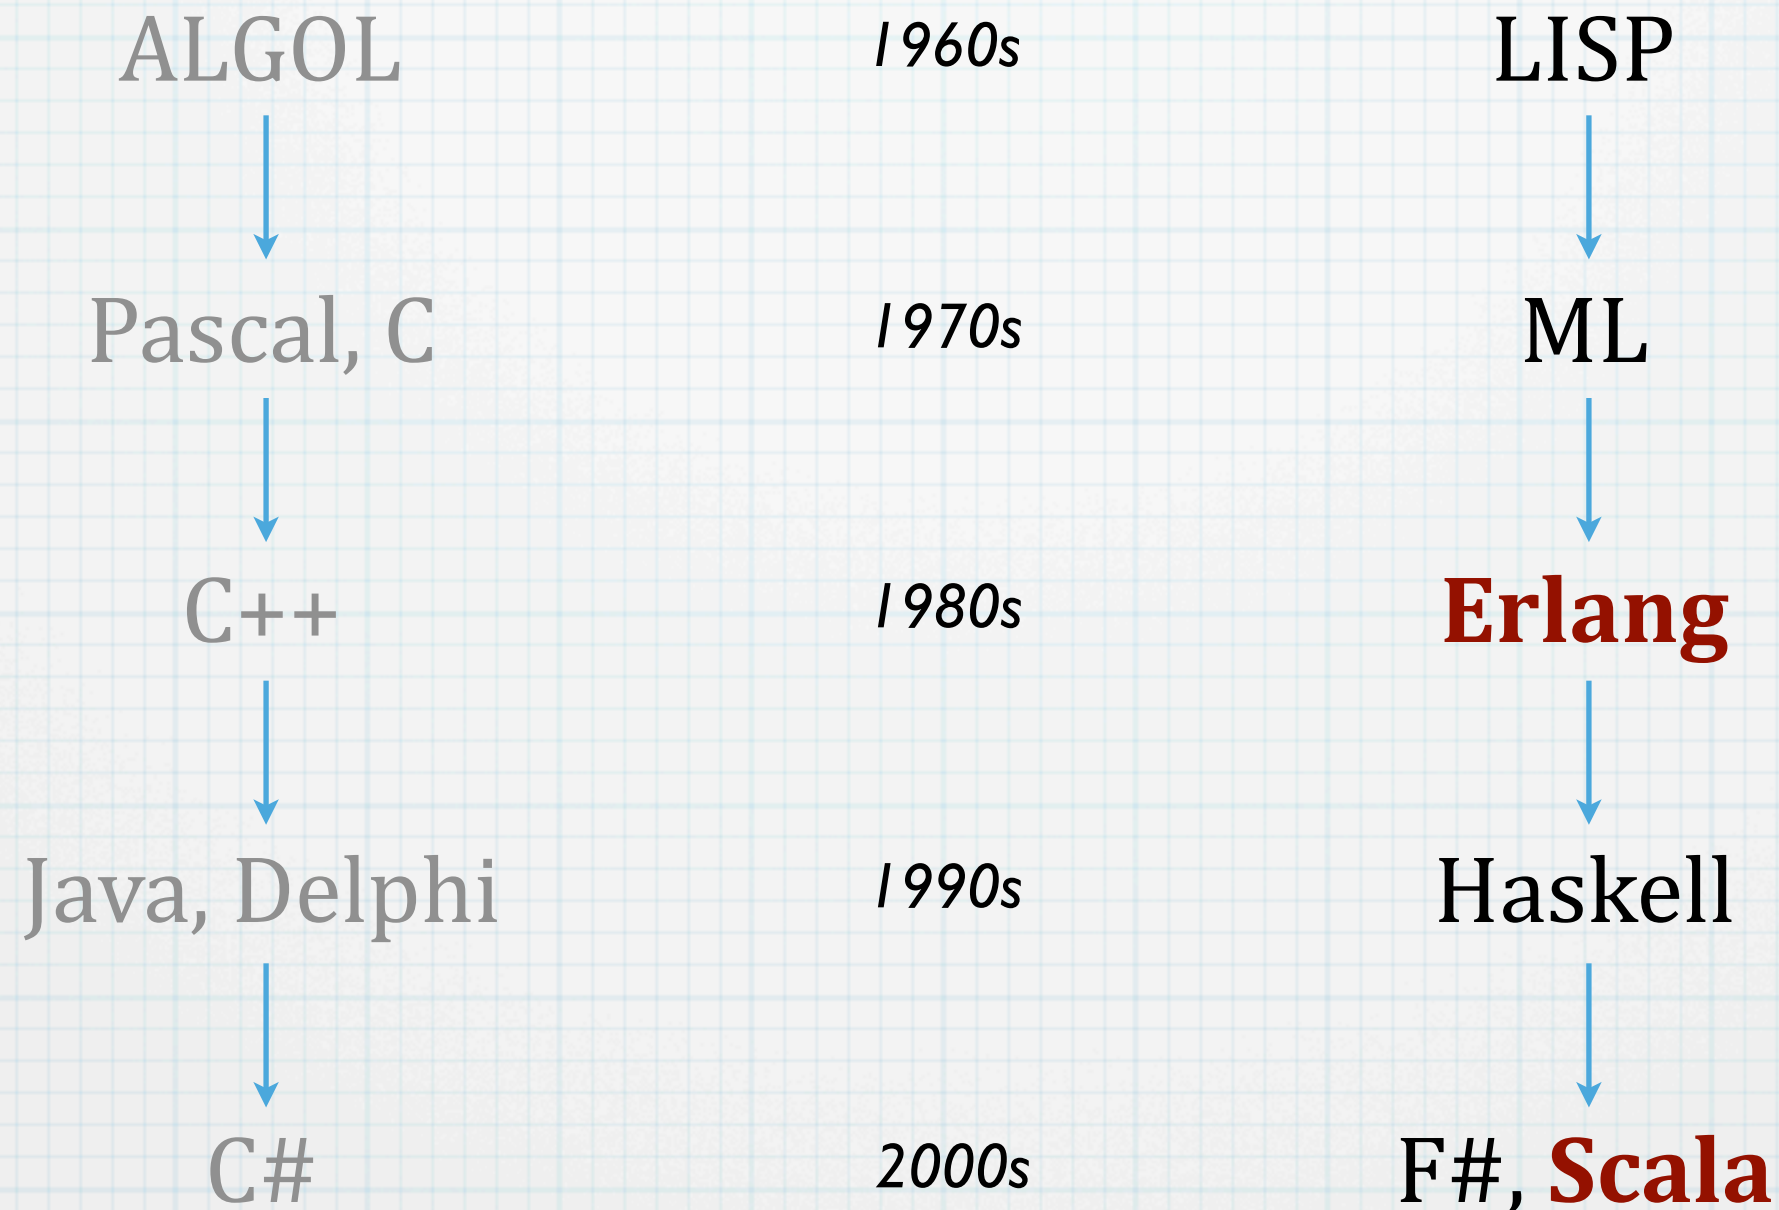 ALGOL 1960s LISP
Pascal, C 1970s ML
C++ 1980s Erlang
Java, Delphi 1990s Haskell
C# 2000s F#, Scala